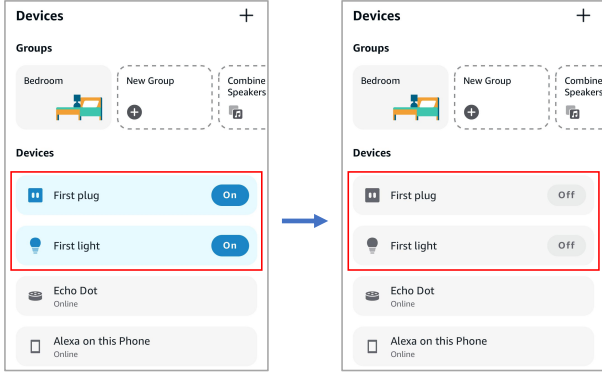 Devices
Groups
Bedroom
New Group
Combine
Speakers
Devices
First plug
On
First light
On
Echo Dot
Online
Alexa on this Phone
Online
Devices
Groups
Bedroom
New Group
Combine
Speakers
Devices
First plug
Off
First light
Off
Echo Dot
Online
Alexa on this Phone
Online